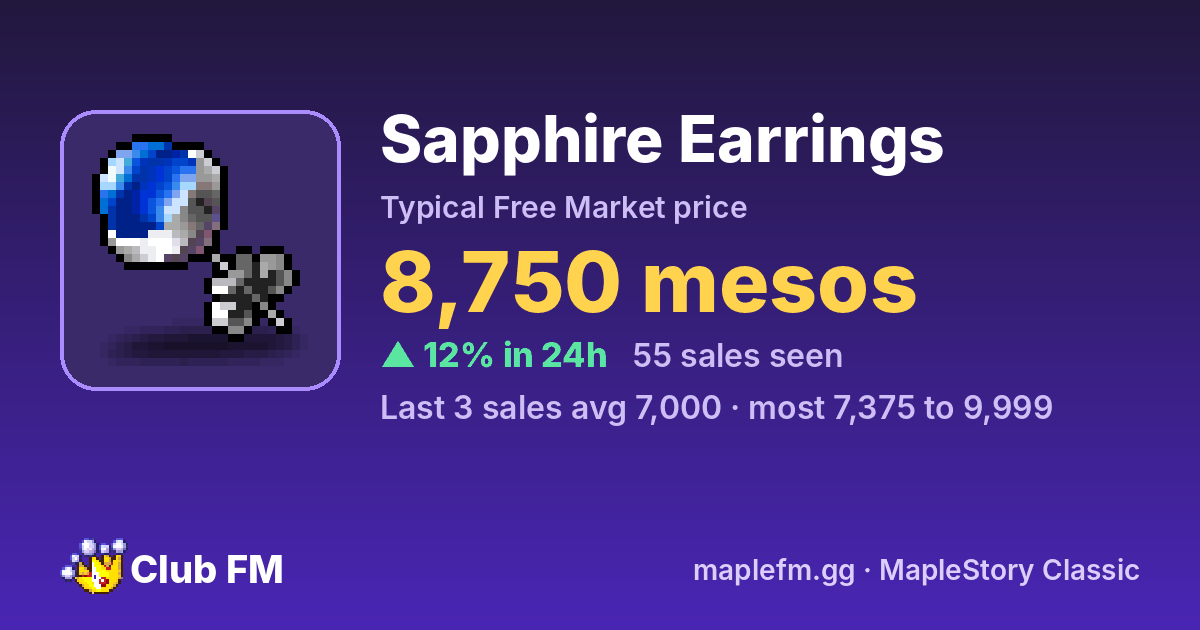 Sapphire Earrings
Typical Free Market price
8,750 mesos
▲ 12% in 24h 55 sales seen
Last 3 sales avg 7,000 · most 7,375 to 9,999
Club FM
maplefm.gg · MapleStory Classic